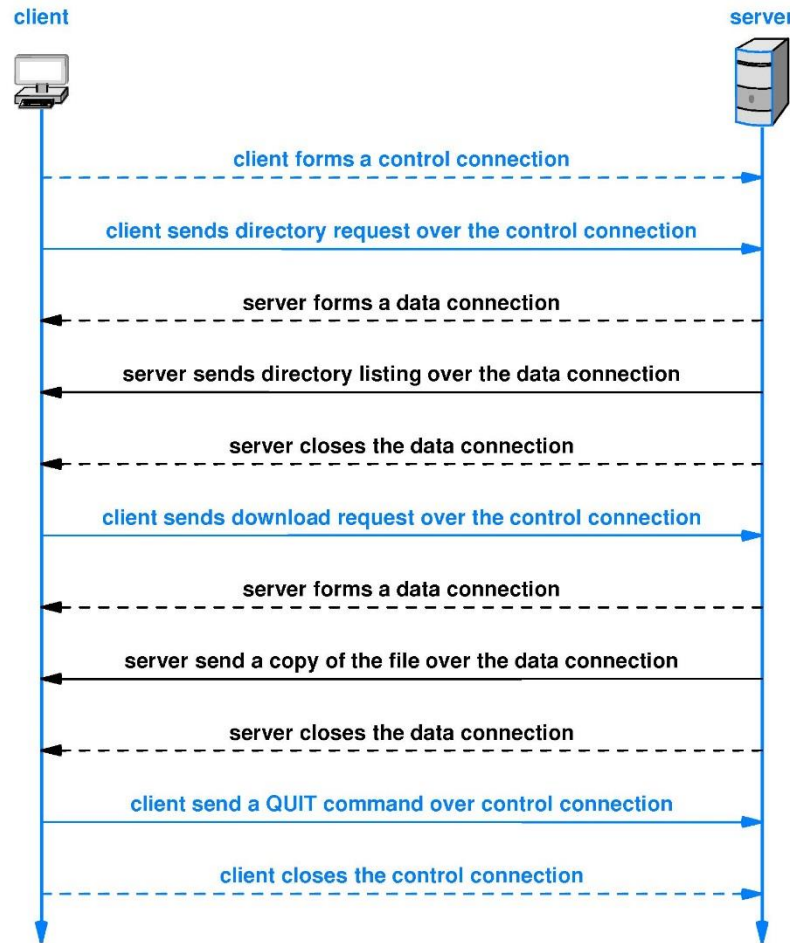 client
server
client forms a control connection
client sends directory request over the control connection
server forms a data connection
server sends directory listing over the data connection
server closes the data connection
client sends download request over the control connection
server forms a data connection
server send a copy of the file over the data connection
server closes the data connection
client send a QUIT command over control connection
client closes the control connection